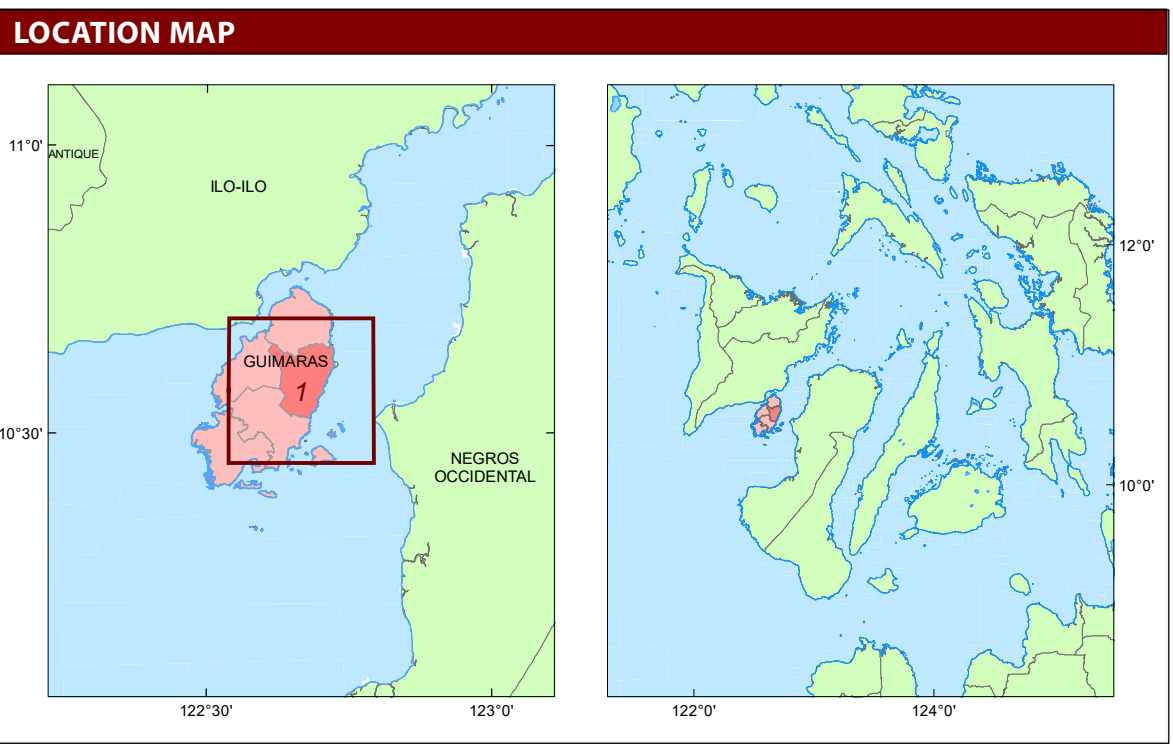 LOCATION MAP
11°0'
ANTIQUE
ILO-ILO
GUIMARAS
1
10°30'
NEGROS
OCCIDENTAL
122°30'
123°0'
12°0'
10°0'
122°0'
124°0'